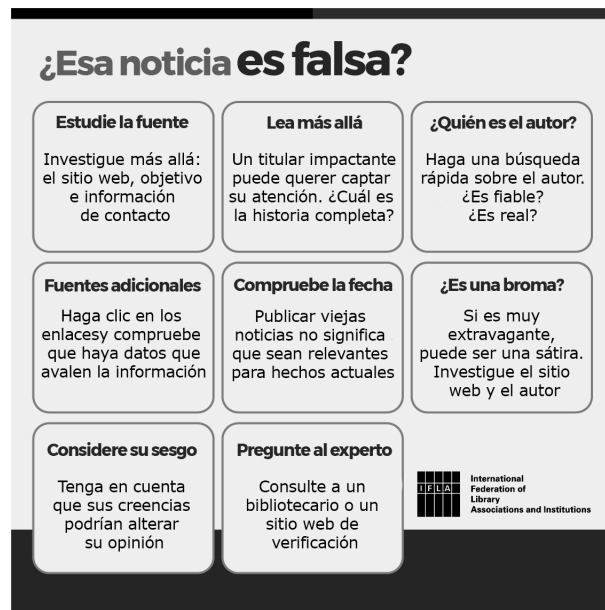 ¿Esa noticia es falsa?
Estudie la fuente
Investigue más allá:
el sitio web, objetivo
e información
de contacto
Lea más allá
Un titular impactante
puede querer captar
su atención. ¿Cuál es
la historia completa?
¿Quién es el autor?
Haga una búsqueda
rápida sobre el autor.
¿Es fiable?
¿Es real?
Fuentes adicionales
Haga clic en los
enlacesy compruebe
que haya datos que
avalen la información
Compruebe la fecha
Publicar viejas
noticias no significa
que sean relevantes
para hechos actuales
¿Es una broma?
Si es muy
extravagante,
puede ser una sátira.
Investigue el sitio
web y el autor
Considere su sesgo
Tenga en cuenta
que sus creencias
podrían alterar
su opinión
Pregunte al experto
Consulte a un
bibliotecario o un
sitio web de
verificación
IFLA
International
Federation of
Library
Associations and Institutions